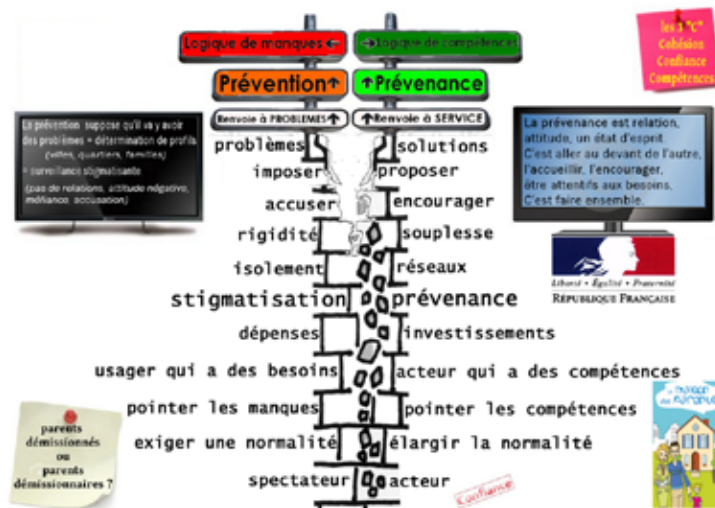 Logique de manques
Logique de compétences
les 3 "C"
Cohésion
Confiance
Compétences
Prévention
Prévenance
Renvoie à PROBLEMES
Renvoie à SERVICE
La prévention suppose qu'il va y avoir
des problèmes = détermination de profils
(villes, quartiers, familles)
= surveillance stigmatisante.
(pas de relations, attitude négative,
méfiance, accusation)
La prévenance est relation,
attitude, un état d'esprit.
C'est aller au devant de l'autre,
l'accueillir, l'encourager,
être attentifs aux besoins.
C'est faire ensemble.
problèmes
solutions
imposer
proposer
accuser
encourager
rigidité
souplesse
isolement
réseaux
Liberté • Égalité • Fraternité
RÉPUBLIQUE FRANÇAISE
stigmatisation
prévenance
dépenses
investissements
usager qui a des besoins
acteur qui a des compétences
pointer les manques
pointer les compétences
exiger une normalité
élargir la normalité
spectateur
acteur
parents
démissionnés
ou
parents
démissionnaires ?
Confiance
maison